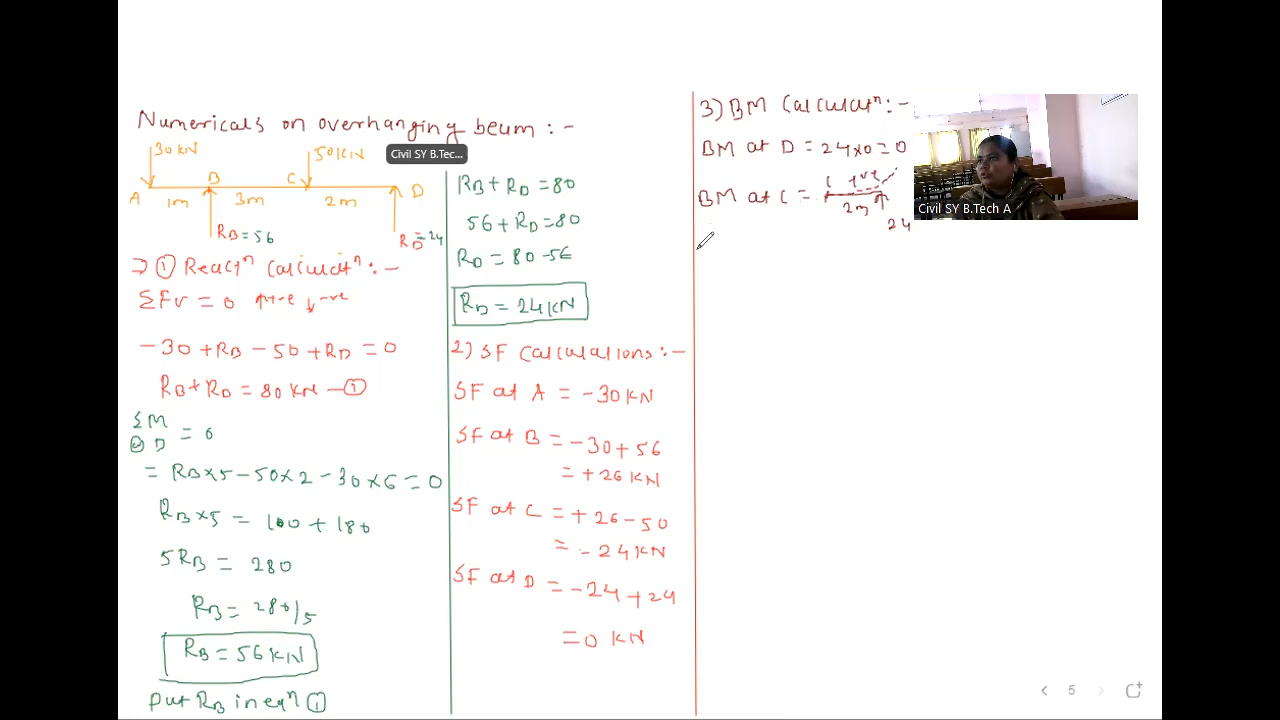 Numericals on overhanging beum : -
30 KN
50 KN
Civil SY B.Tec...
A
B
C
D
1m
3m
2m
RB = 56
RD = 24
⇒ ① Reactⁿ Calculatⁿ : -
ΣFv = 0 ↑+ve ↓-ve
-30 + RB - 50 + RD = 0
RB + RD = 80 KN - ①
ΣM
@ D = 0
= RB×5 - 50×2 - 30×6 = 0
RB×5 = 100 + 180
5RB = 280
RB = 280/5
RB = 56 KN
Put RB in eqⁿ ①
RB + RD = 80
56 + RD = 80
RD = 80 - 56
RD = 24 KN
2) SF Calculations : -
SF at A = -30 KN
SF at B = -30 + 56
= +26 KN
SF at C = +26 - 50
= -24 KN
SF at D = -24 + 24
= 0 KN
3) BM Calculatⁿ : -
BM at D = 24×0 = 0
BM at C =
C +ve
2m
24
Civil SY B.Tech A
5